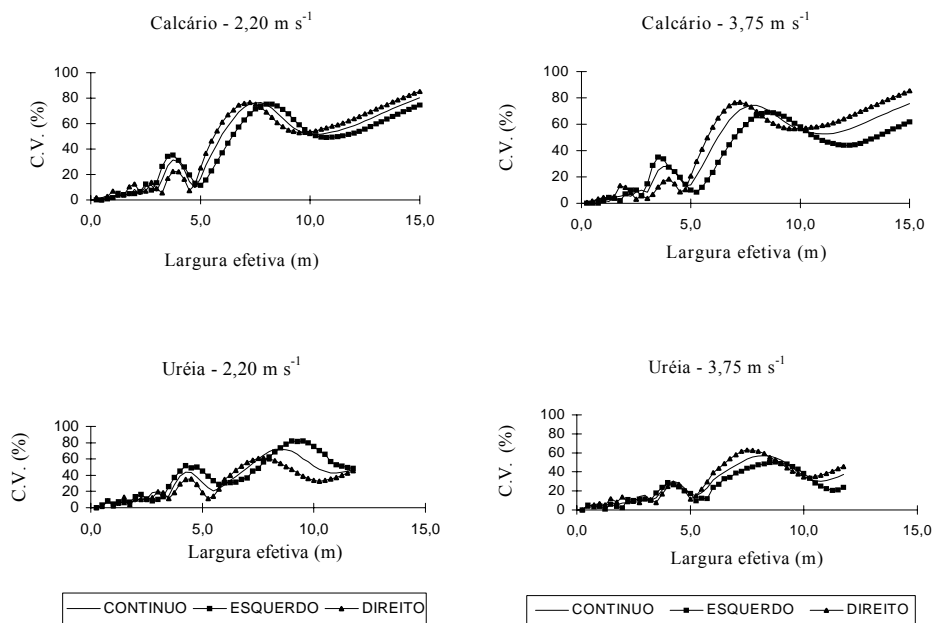 Calcário - 2,20 m s-1
C.V. (%)
100
80
60
40
20
0
0,0 5,0 10,0 15,0
Largura efetiva (m)
Calcário - 3,75 m s-1
C.V. (%)
100
80
60
40
20
0
0,0 5,0 10,0 15,0
Largura efetiva (m)
Uréia - 2,20 m s-1
C.V. (%)
100
80
60
40
20
0
0,0 5,0 10,0 15,0
Largura efetiva (m)
CONTINUO ESQUERDO DIREITO
Uréia - 3,75 m s-1
C.V. (%)
100
80
60
40
20
0
0,0 5,0 10,0 15,0
Largura efetiva (m)
CONTINUO ESQUERDO DIREITO